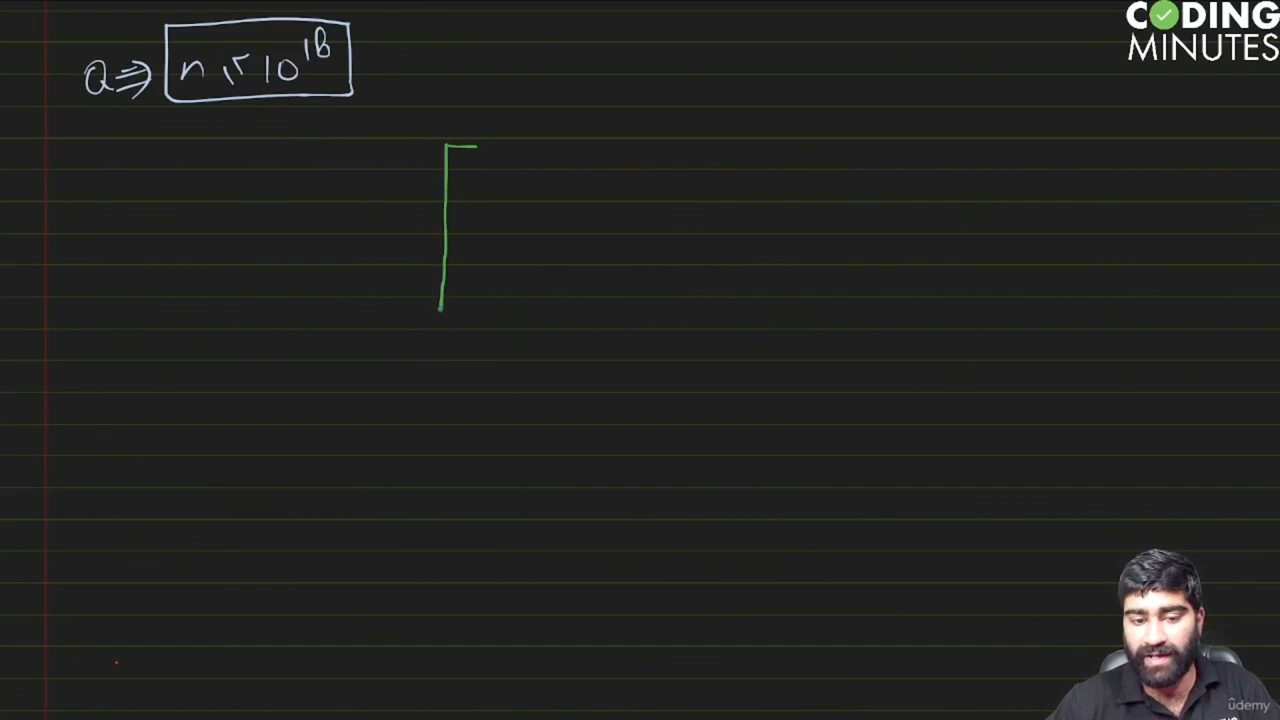 CODING
MINUTES
Q ⇒ n, r 10^18
udemy